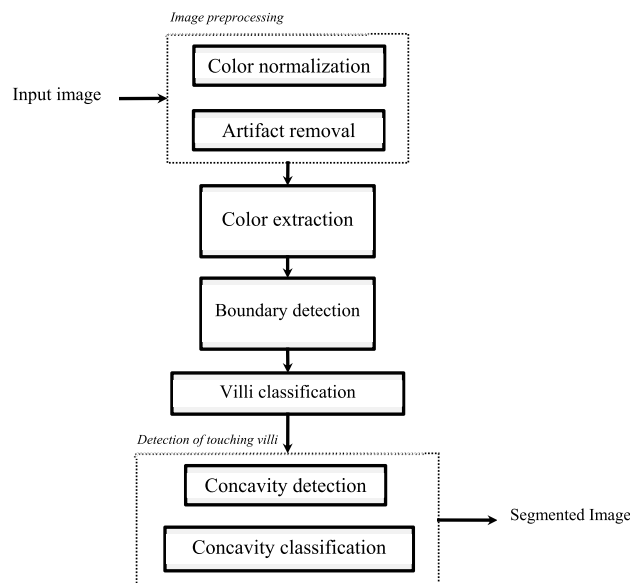 Image preprocessing
Color normalization
Input image
Artifact removal
Color extraction
Boundary detection
Villi classification
Detection of touching villi
Concavity detection
Segmented Image
Concavity classification